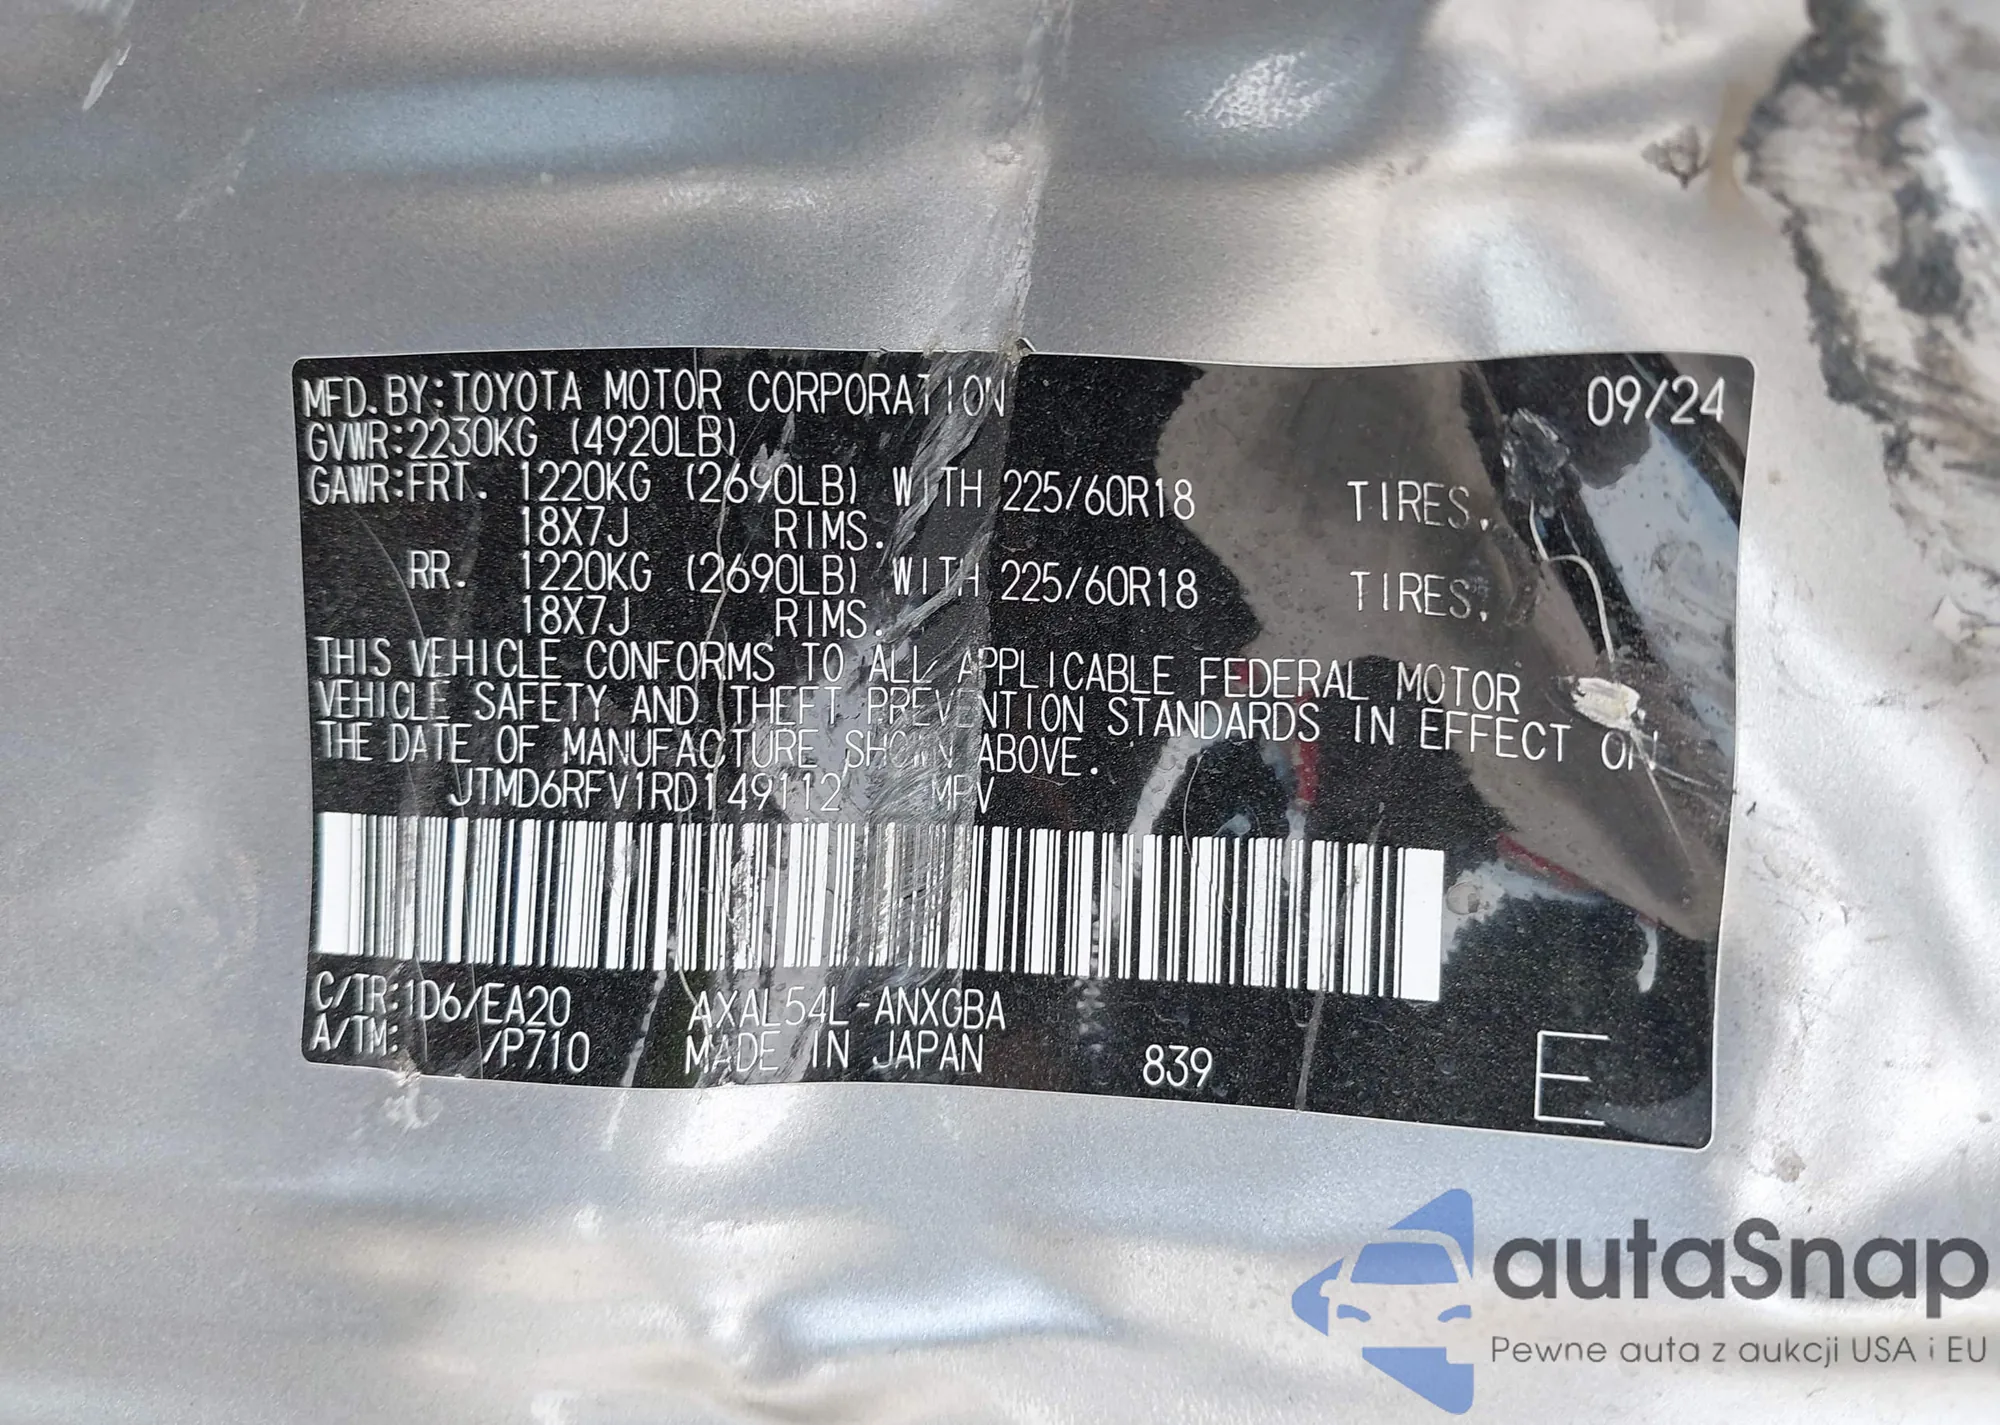 MFD. BY: TOYOTA MOTOR CORPORATION 09/24
GVWR: 2230KG (4920LB)
GAWR: FRT. 1220KG (2690LB) WITH 225/60R18 TIRES.
18X7J RIMS.
RR. 1220KG (2690LB) WITH 225/60R18 TIRES.
18X7J RIMS.
THIS VEHICLE CONFORMS TO ALL APPLICABLE FEDERAL MOTOR
VEHICLE SAFETY AND THEFT PREVENTION STANDARDS IN EFFECT ON
THE DATE OF MANUFACTURE SHOWN ABOVE.
JTMD6RFV1RD149112 MPV
C/TR: 1D6/EA20 AXAL54L-ANXGBA
A/TM: /P710 MADE IN JAPAN 839 E
autaSnap
Pewne auta z aukcji USA i EU